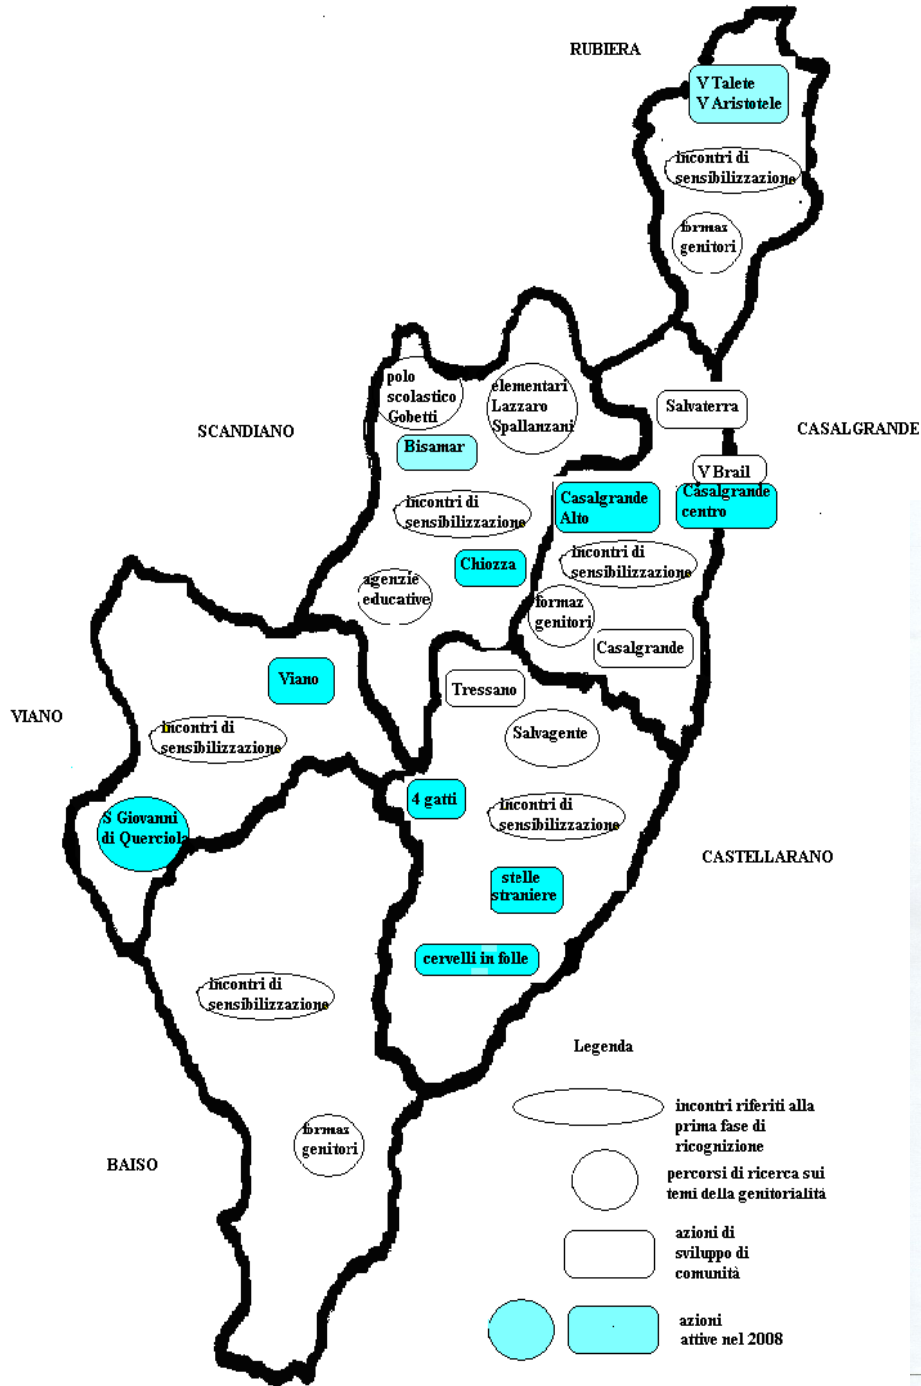 RUBIERA
V Talete
V Aristotele
incontri di
sensibilizzazione
formaz
genitori
SCANDIANO
polo
scolastico
Gobetti
elementari
Lazzaro
Spallanzani
Bisamar
incontri di
sensibilizzazione
Chiozza
agenzie
educative
CASALGRANDE
Salvaterra
V Brail
Casalgrande
centro
Casalgrande
Alto
incontri di
sensibilizzazione
formaz
genitori
Casalgrande
VIANO
Viano
incontri di
sensibilizzazione
S Giovanni
di Querciola
CASTELLARANO
Tressano
Salvagente
4 gatti
incontri di
sensibilizzazione
stelle
straniere
cervelli in folle
BAISO
incontri di
sensibilizzazione
formaz
genitori
Legenda
incontri riferiti alla
prima fase di
ricognizione
percorsi di ricerca sui
temi della genitorialità
azioni di
sviluppo di
comunità
azioni
attive nel 2008